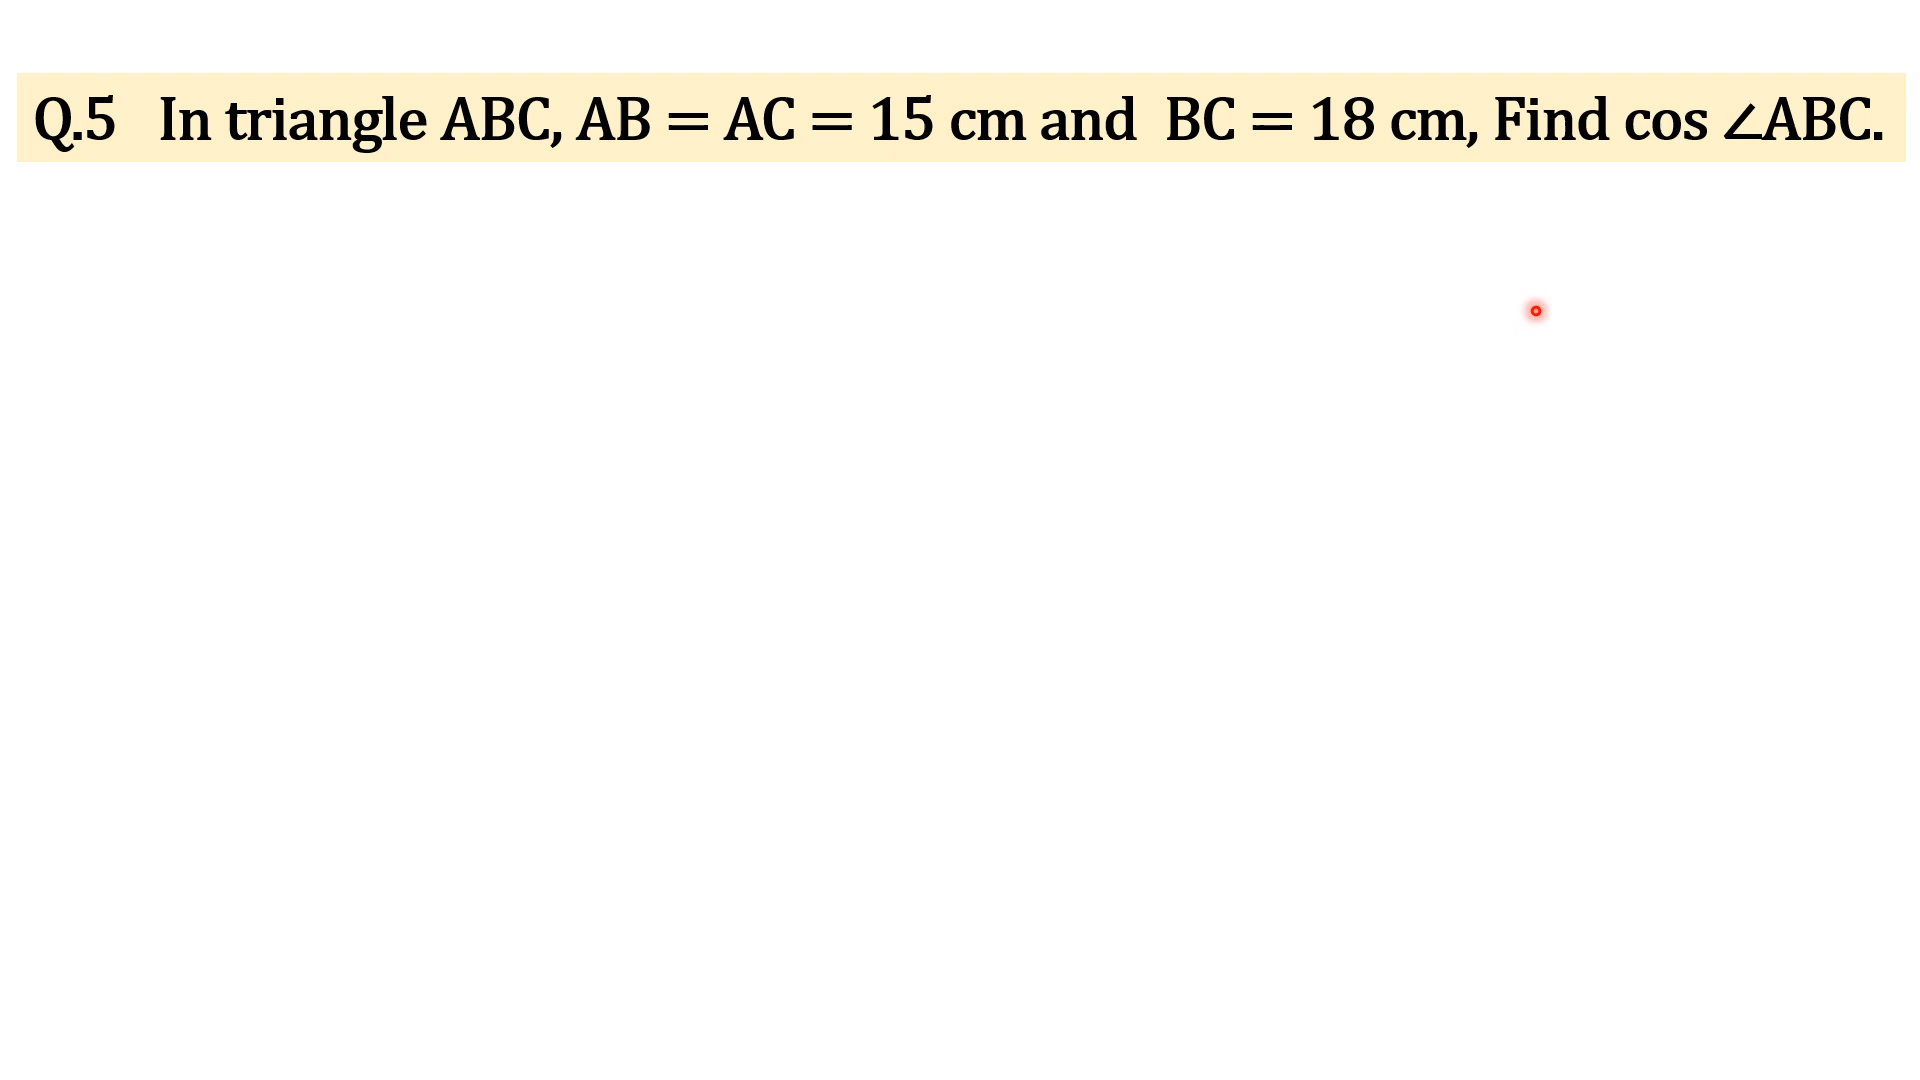 Q.5 In triangle ABC, AB = AC = 15 cm and BC = 18 cm, Find cos ∠ABC.